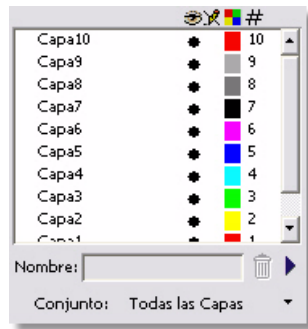 #
Capa10 10
Capa9 9
Capa8 8
Capa7 7
Capa6 6
Capa5 5
Capa4 4
Capa3 3
Capa2 2
Capa1 1
Nombre:
Conjunto: Todas las Capas